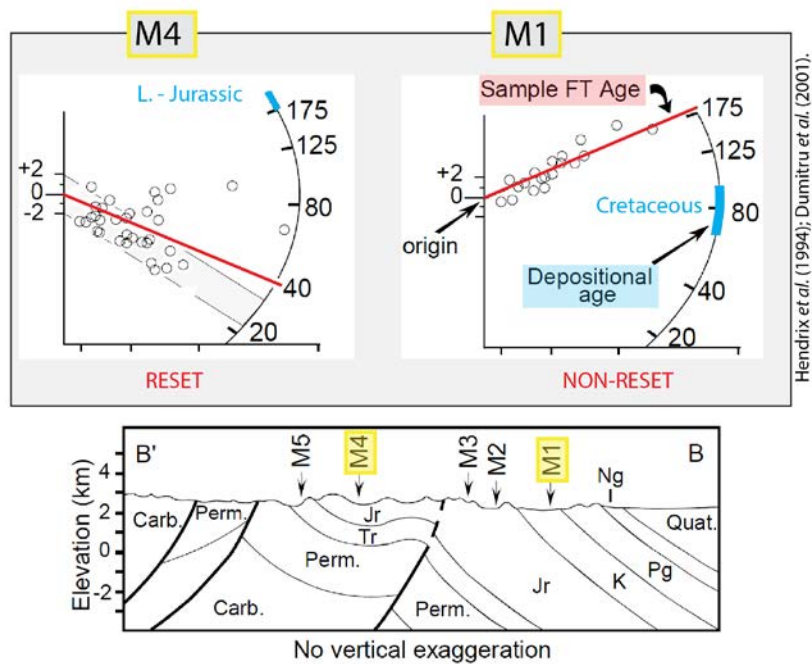 M4
M1
L. - Jurassic
175
125
80
40
20
+2
0
-2
RESET
Sample FT Age
175
125
Cretaceous
80
40
20
+2
0
origin
Depositional
age
NON-RESET
Hendrix et al. (1994); Dumitru et al. (2001).
B'
M5
M4
M3
M2
M1
Ng
B
Elevation (km)
4
2
0
-2
Carb.
Perm.
Jr
Tr
Perm.
Carb.
Perm.
Jr
K
Pg
Quat.
No vertical exaggeration